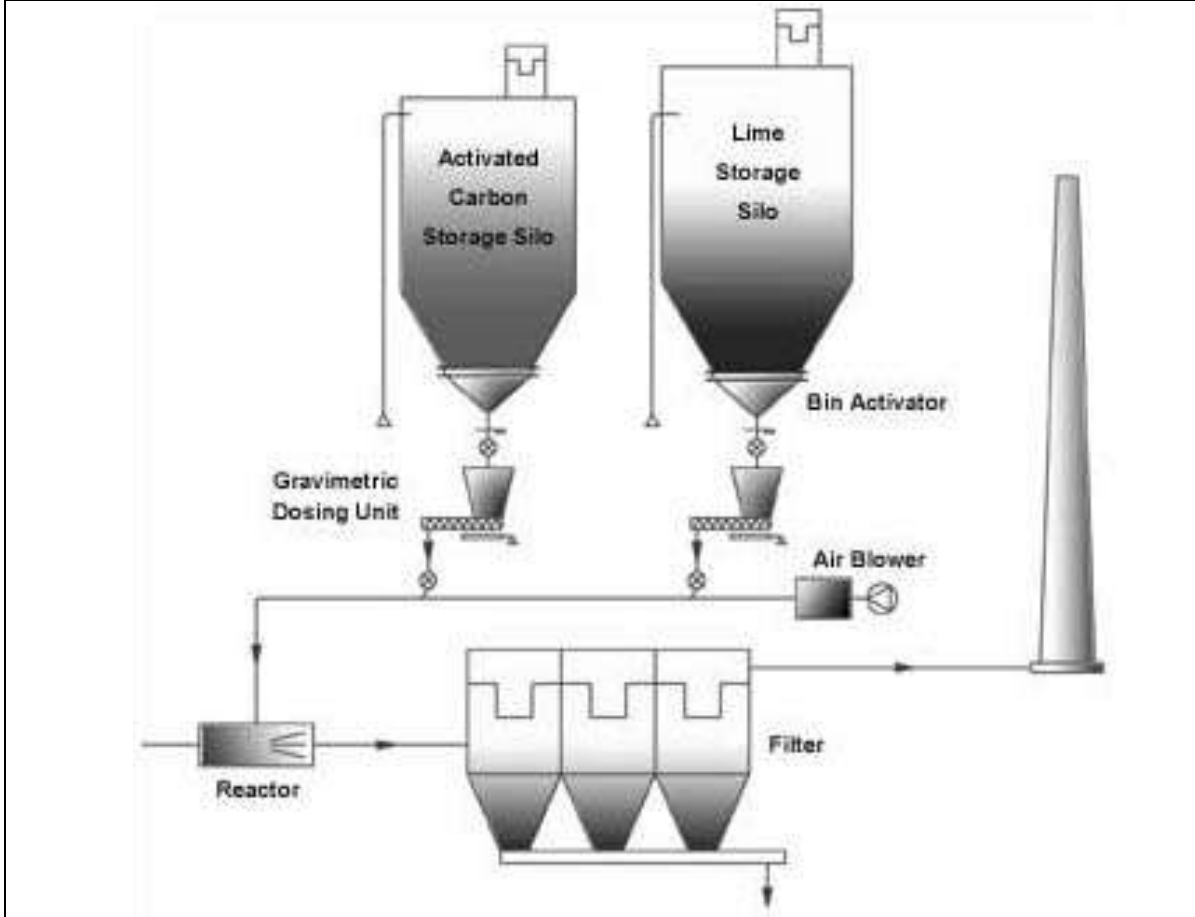 Activated
Carbon
Storage Silo
Lime
Storage
Silo
Bin Activator
Gravimetric
Dosing Unit
Air Blower
Filter
Reactor